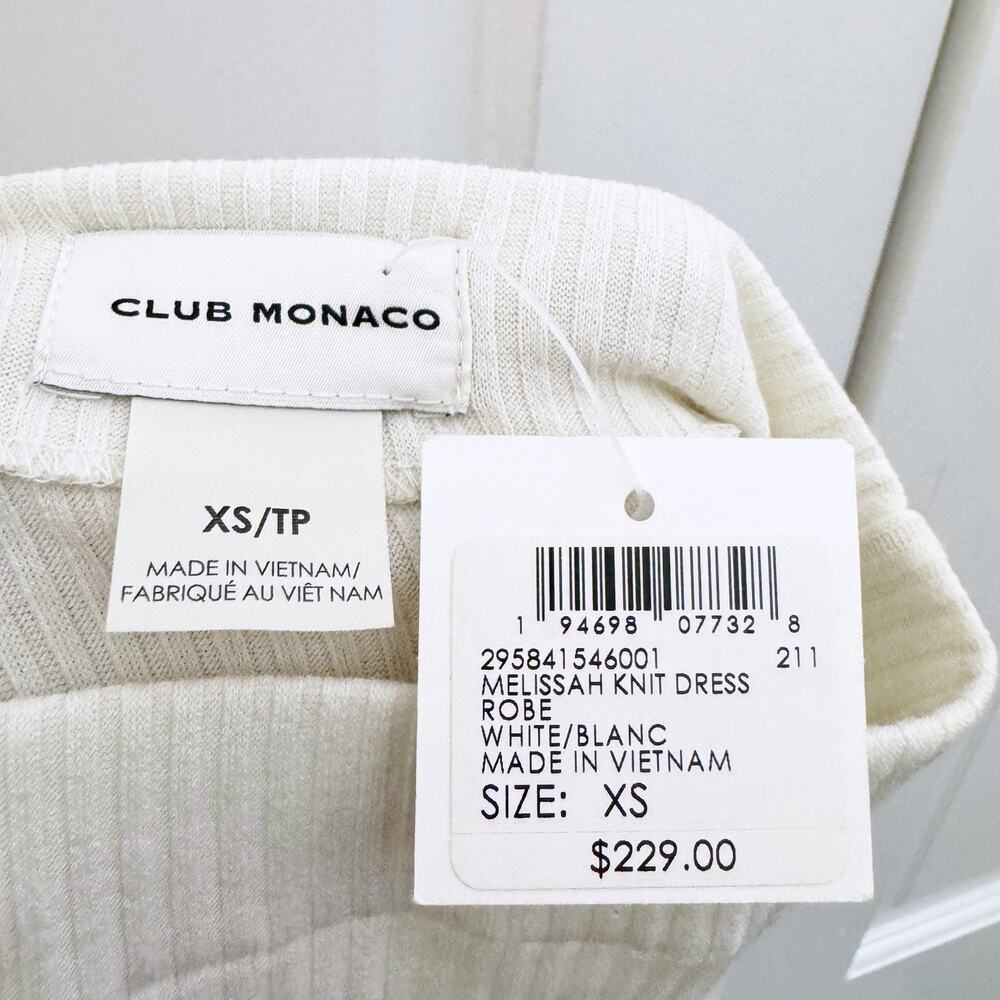 CLUB MONACO
XS/TP
MADE IN VIETNAM/
FABRIQUÉ AU VIÊT NAM
1 94698 07732 8
295841546001 211
MELISSAH KNIT DRESS
ROBE
WHITE/BLANC
MADE IN VIETNAM
SIZE: XS
$229.00